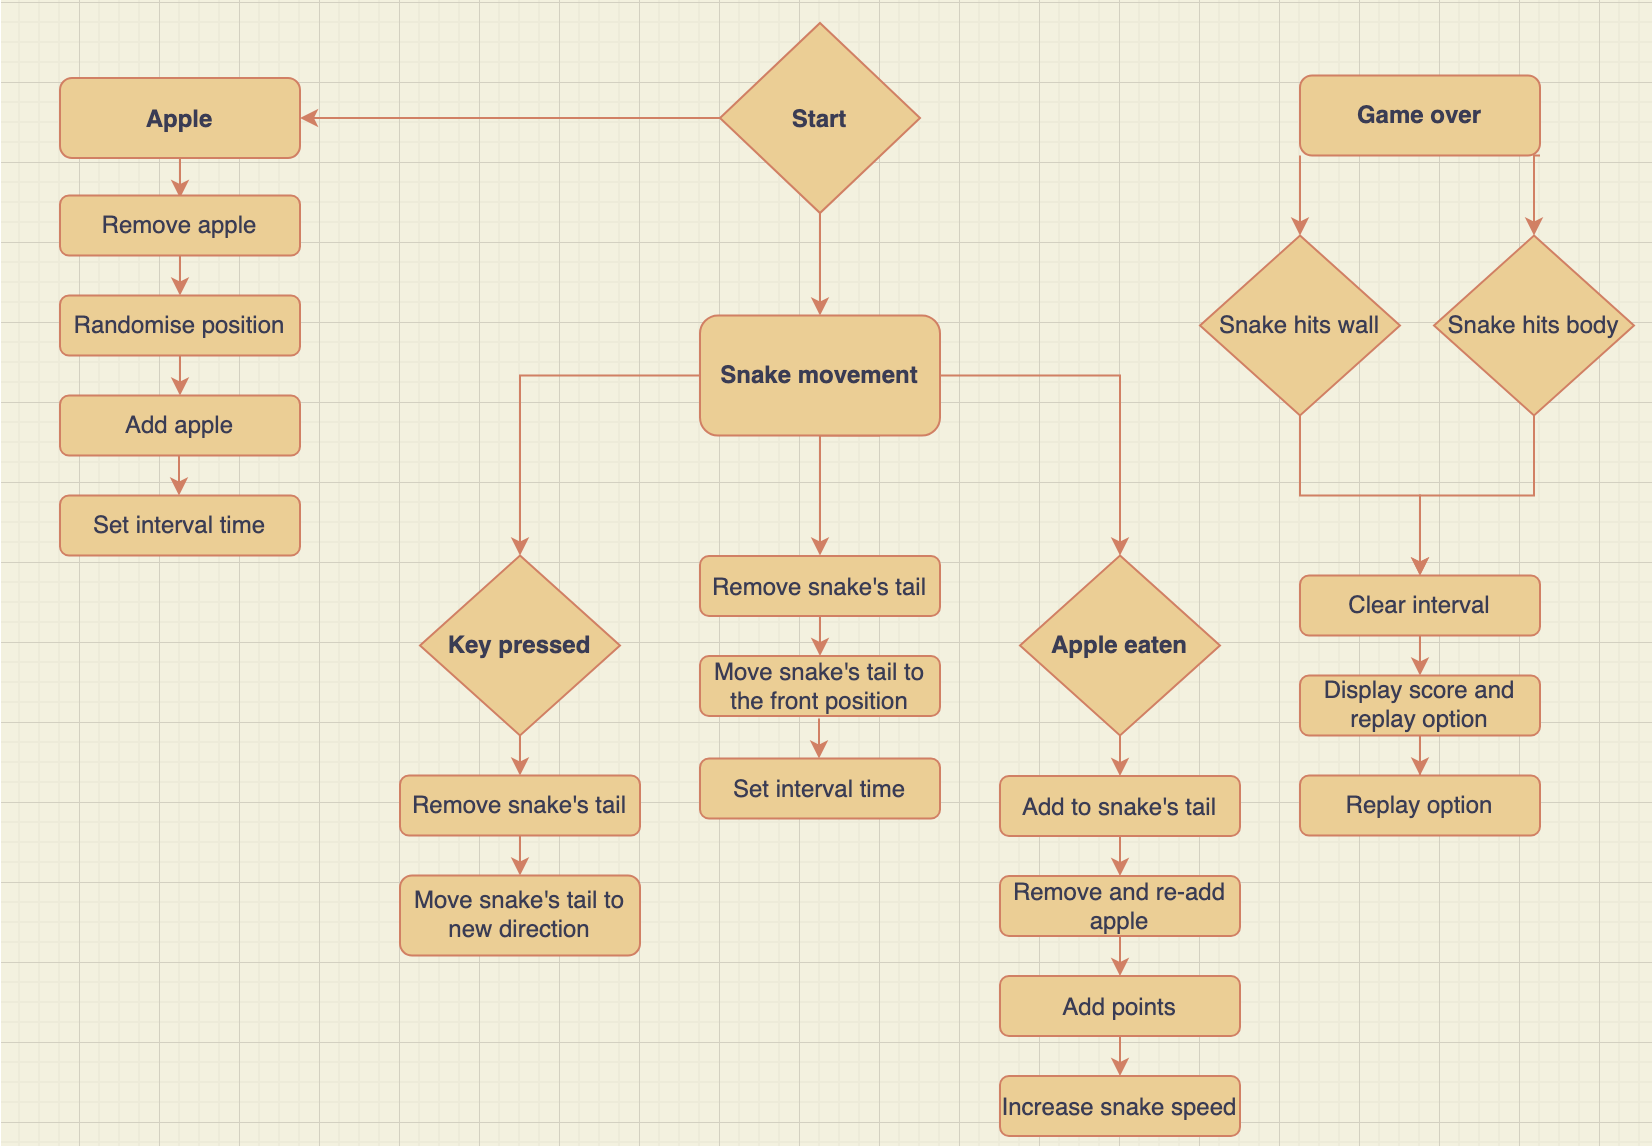 Start
Apple
Remove apple
Randomise position
Add apple
Set interval time
Snake movement
Key pressed
Remove snake's tail
Move snake's tail to
new direction
Remove snake's tail
Move snake's tail to
the front position
Set interval time
Apple eaten
Add to snake's tail
Remove and re-add
apple
Add points
Increase snake speed
Game over
Snake hits wall
Snake hits body
Clear interval
Display score and
replay option
Replay option